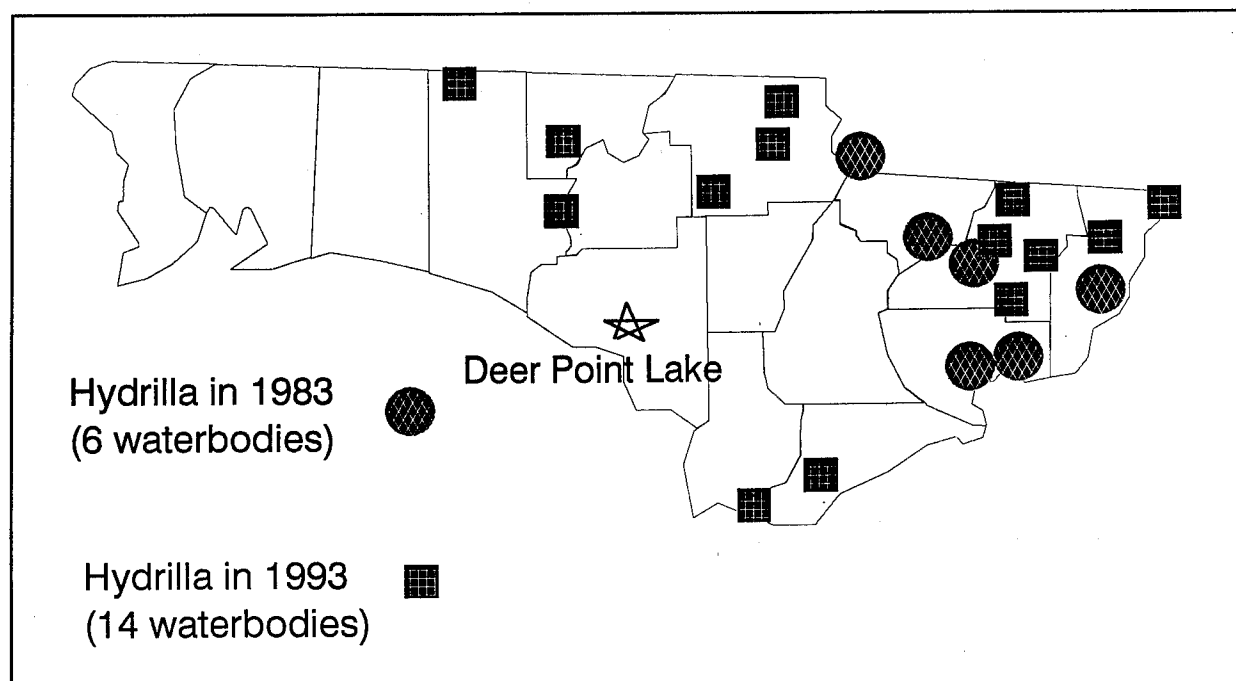 Deer Point Lake
Hydrilla in 1983
(6 waterbodies)
Hydrilla in 1993
(14 waterbodies)